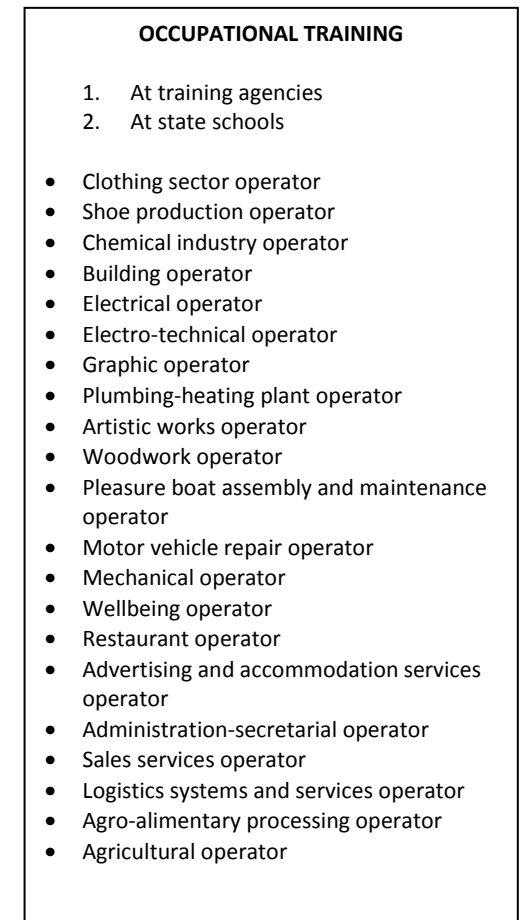 OCCUPATIONAL TRAINING
1. At training agencies
2. At state schools
• Clothing sector operator
• Shoe production operator
• Chemical industry operator
• Building operator
• Electrical operator
• Electro-technical operator
• Graphic operator
• Plumbing-heating plant operator
• Artistic works operator
• Woodwork operator
• Pleasure boat assembly and maintenance
operator
• Motor vehicle repair operator
• Mechanical operator
• Wellbeing operator
• Restaurant operator
• Advertising and accommodation services
operator
• Administration-secretarial operator
• Sales services operator
• Logistics systems and services operator
• Agro-alimentary processing operator
• Agricultural operator